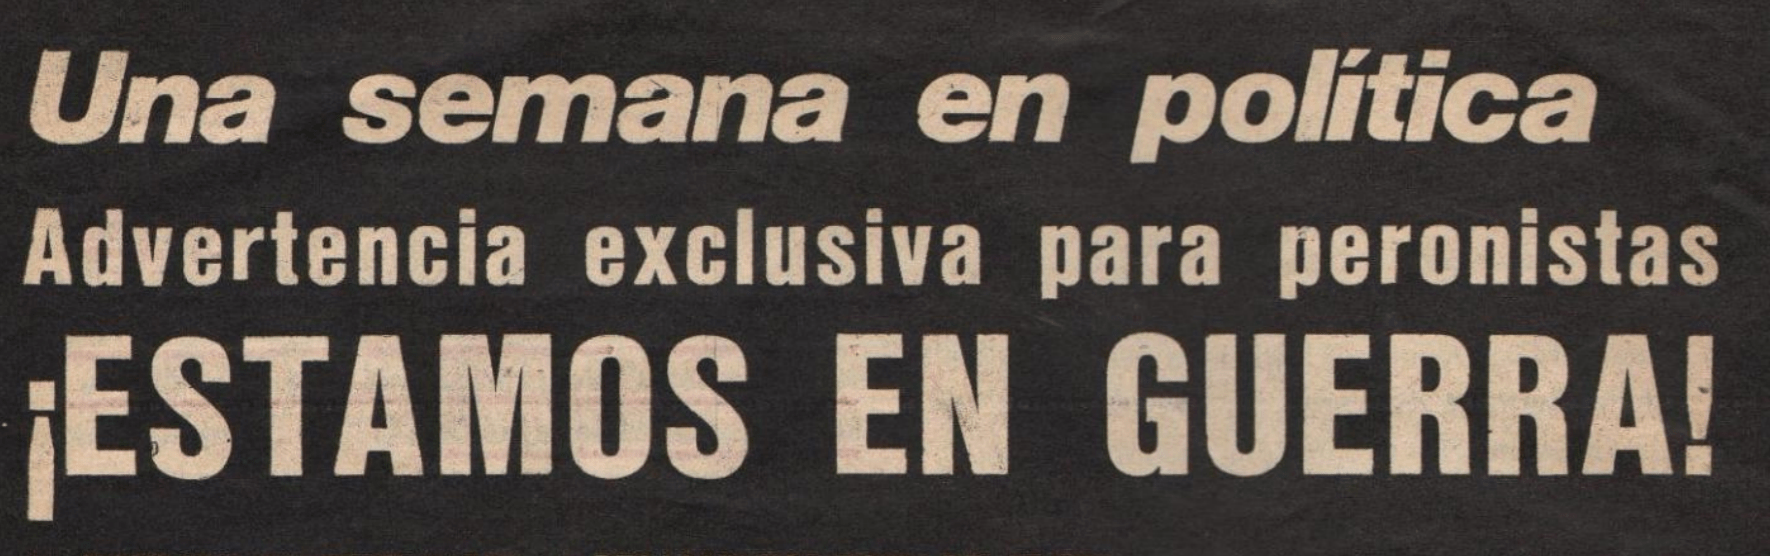 Una semana en política
Advertencia exclusiva para peronistas
¡ESTAMOS EN GUERRA!